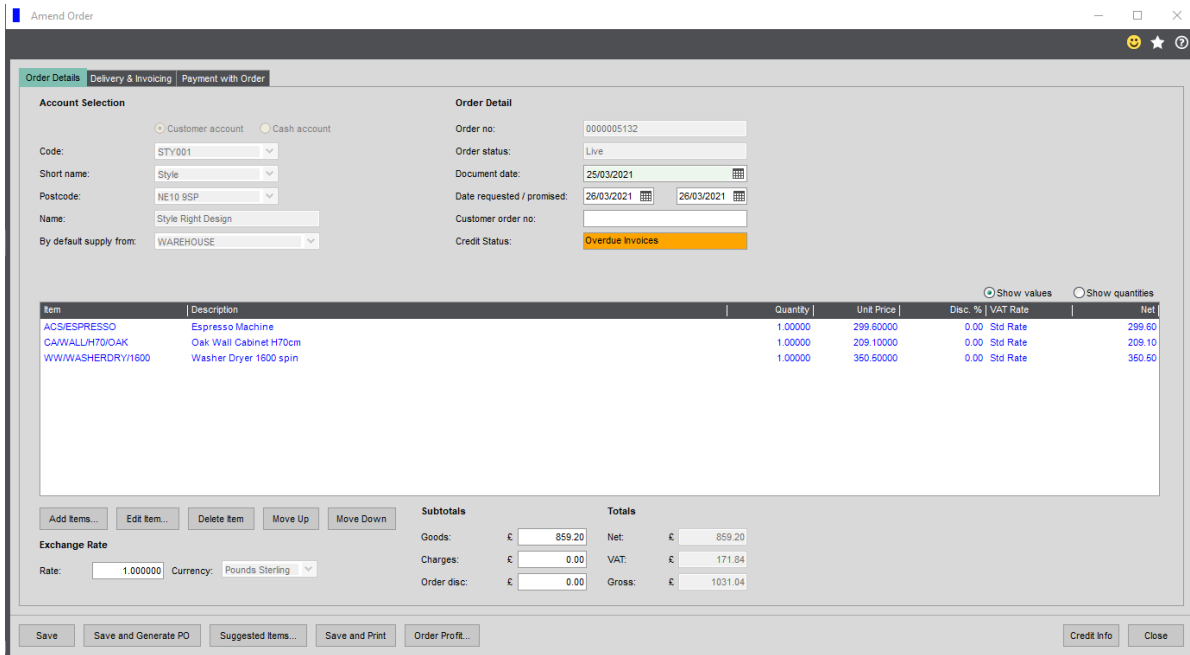 Amend Order
Order Details Delivery & Invoicing Payment with Order
Account Selection
Customer account Cash account
Code: STY001
Short name: Style
Postcode: NE10 9SP
Name: Style Right Design
By default supply from: WAREHOUSE
Order Detail
Order no: 0000005132
Order status: Live
Document date: 25/03/2021
Date requested / promised: 26/03/2021 26/03/2021
Customer order no:
Credit Status: Overdue Invoices
Show values Show quantities
Item Description Quantity Unit Price Disc. % VAT Rate Net
ACS/ESPRESSO Espresso Machine 1.00000 299.60000 0.00 Std Rate 299.60
CA/WALL/H70/OAK Oak Wall Cabinet H70cm 1.00000 209.10000 0.00 Std Rate 209.10
WW/WASHERDRY/1600 Washer Dryer 1600 spin 1.00000 350.50000 0.00 Std Rate 350.50
Add Items... Edit Item... Delete Item Move Up Move Down
Exchange Rate
Rate: 1.000000 Currency: Pounds Sterling
Subtotals
Goods: £ 859.20
Charges: £ 0.00
Order disc: £ 0.00
Totals
Net: £ 859.20
VAT: £ 171.84
Gross: £ 1031.04
Save Save and Generate PO Suggested Items... Save and Print Order Profit... Credit Info Close